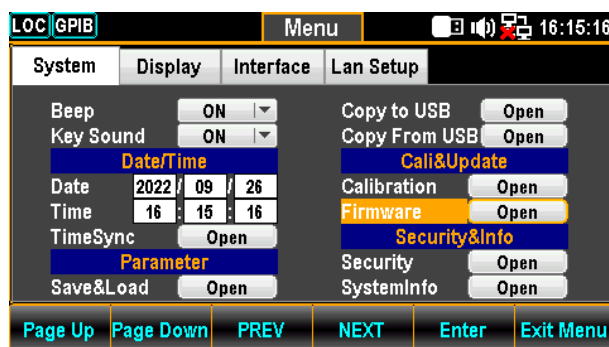 LOC GPIB Menu 16:15:16
System Display Interface Lan Setup
Beep ON Copy to USB Open
Key Sound ON Copy From USB Open
Date/Time Cali&Update
Date 2022 / 09 / 26 Calibration Open
Time 16 : 15 : 16 Firmware Open
TimeSync Open Security&Info
Parameter Security Open
Save&Load Open SystemInfo Open
Page Up Page Down PREV NEXT Enter Exit Menu